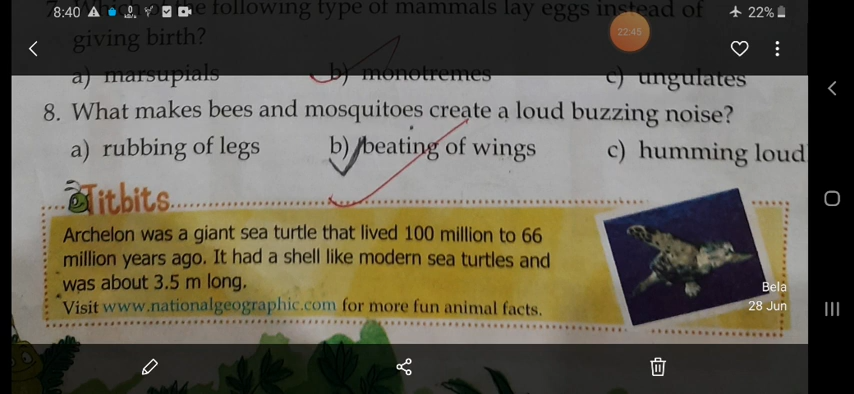 8:40 22%
7. Which of the following type of mammals lay eggs instead of
22:45
giving birth?
a) marsupials b) monotremes c) ungulates
8. What makes bees and mosquitoes create a loud buzzing noise?
a) rubbing of legs b) beating of wings c) humming loud
Titbits
Archelon was a giant sea turtle that lived 100 million to 66
million years ago. It had a shell like modern sea turtles and
was about 3.5 m long.
Visit www.nationalgeographic.com for more fun animal facts.
Bela
28 Jun